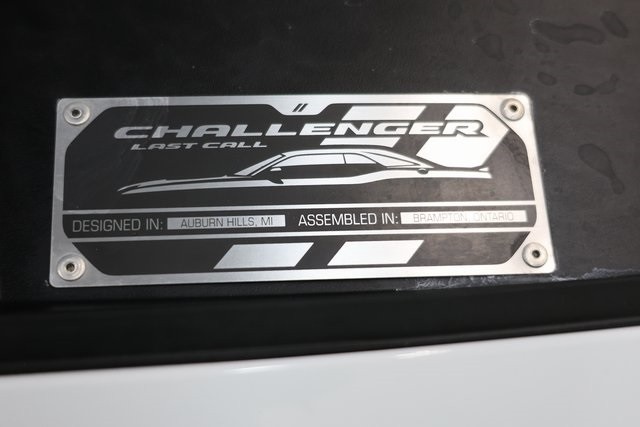 CHALLENGER
LAST CALL
DESIGNED IN: AUBURN HILLS, MI ASSEMBLED IN: BRAMPTON, ONTARIO